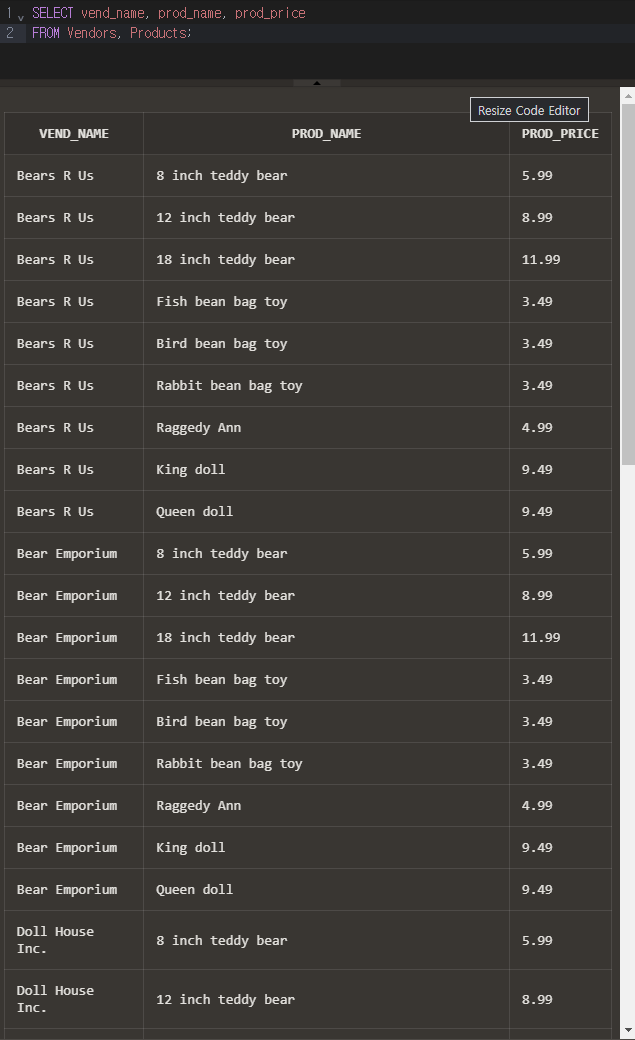 1 SELECT vend_name, prod_name, prod_price
2 FROM Vendors, Products;
Resize Code Editor
VEND_NAME PROD_NAME PROD_PRICE
Bears R Us 8 inch teddy bear 5.99
Bears R Us 12 inch teddy bear 8.99
Bears R Us 18 inch teddy bear 11.99
Bears R Us Fish bean bag toy 3.49
Bears R Us Bird bean bag toy 3.49
Bears R Us Rabbit bean bag toy 3.49
Bears R Us Raggedy Ann 4.99
Bears R Us King doll 9.49
Bears R Us Queen doll 9.49
Bear Emporium 8 inch teddy bear 5.99
Bear Emporium 12 inch teddy bear 8.99
Bear Emporium 18 inch teddy bear 11.99
Bear Emporium Fish bean bag toy 3.49
Bear Emporium Bird bean bag toy 3.49
Bear Emporium Rabbit bean bag toy 3.49
Bear Emporium Raggedy Ann 4.99
Bear Emporium King doll 9.49
Bear Emporium Queen doll 9.49
Doll House
Inc. 8 inch teddy bear 5.99
Doll House
Inc. 12 inch teddy bear 8.99